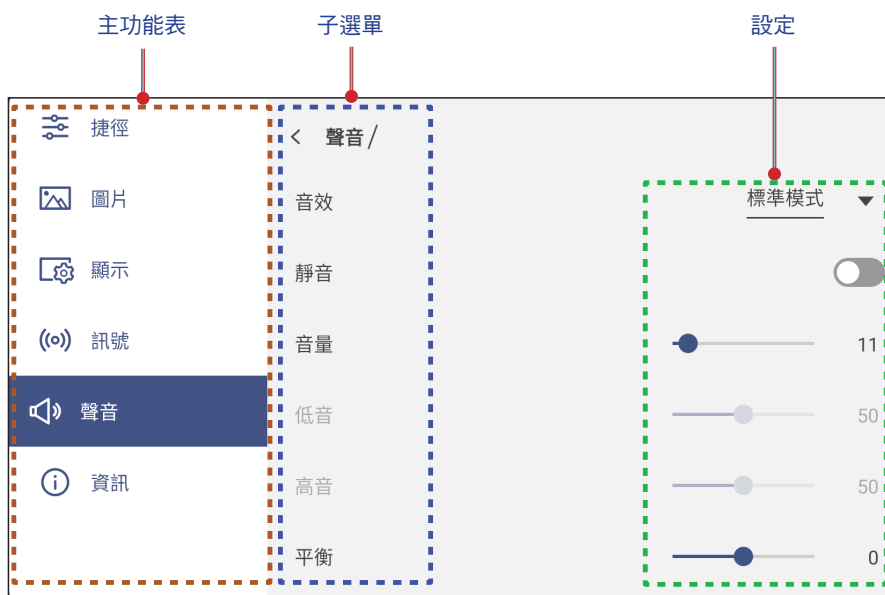 主功能表 子選單 設定
捷徑
圖片
顯示
訊號
聲音
資訊
聲音/
音效 標準模式
靜音
音量 11
低音 50
高音 50
平衡 0